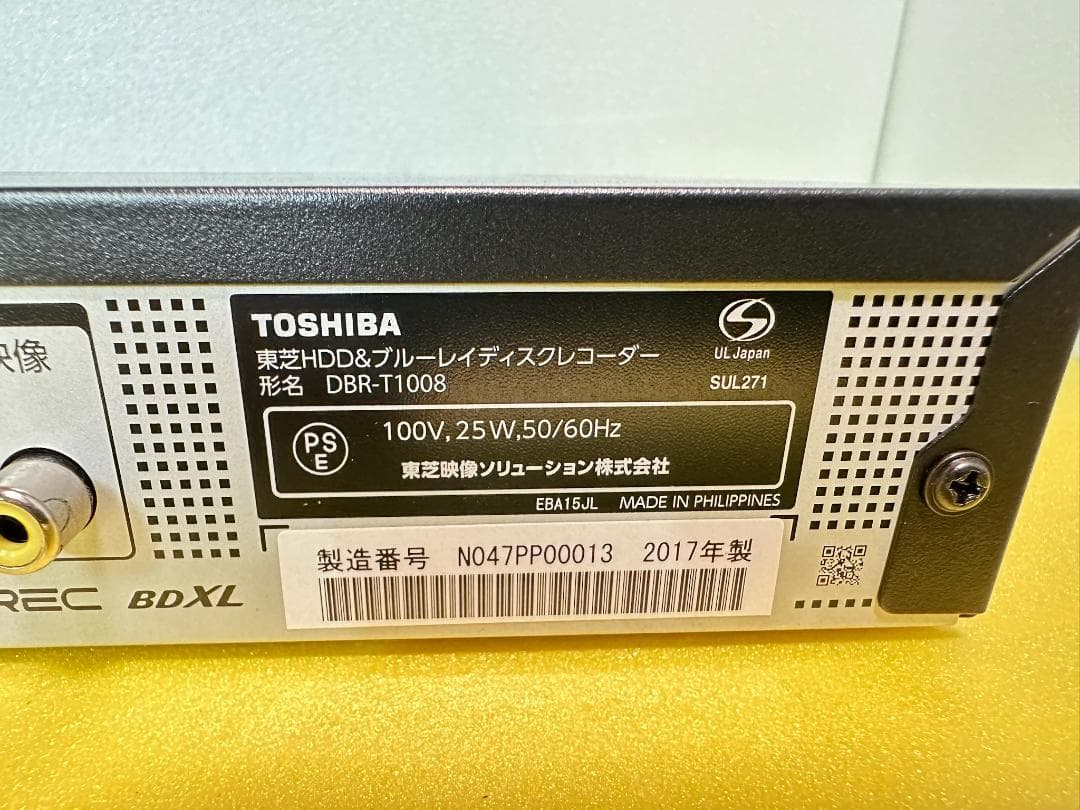 映像
TOSHIBA
東芝HDD&ブルーレイディスクレコーダー
形名 DBR-T1008
UL Japan
SUL271
PS
E
100V, 25W, 50/60Hz
東芝映像ソリューション株式会社
EBA15JL MADE IN PHILIPPINES
REC BDXL
製造番号 N047PP00013 2017年製